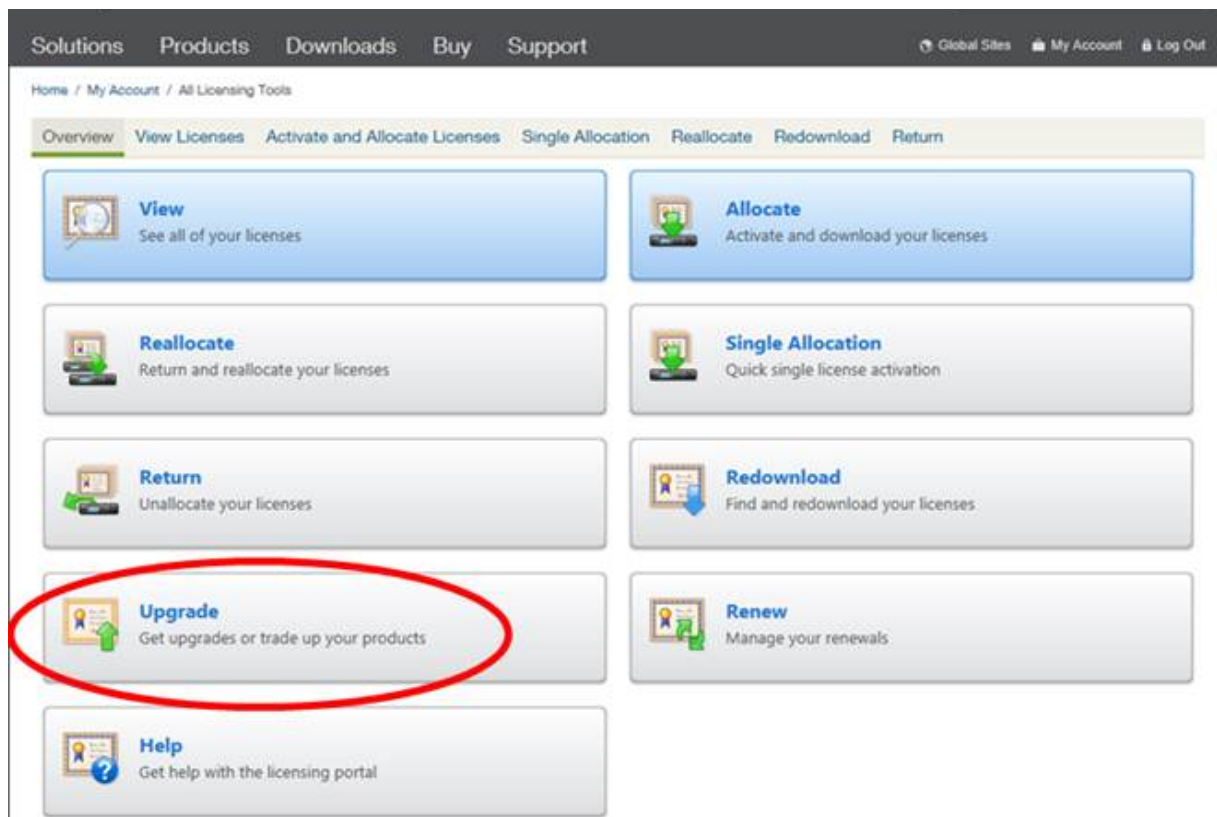 Solutions Products Downloads Buy Support Global Sites My Account Log Out
Home / My Account / All Licensing Tools
Overview View Licenses Activate and Allocate Licenses Single Allocation Reallocate Redownload Return
View
See all of your licenses
Allocate
Activate and download your licenses
Reallocate
Return and reallocate your licenses
Single Allocation
Quick single license activation
Return
Unallocate your licenses
Redownload
Find and redownload your licenses
Upgrade
Get upgrades or trade up your products
Renew
Manage your renewals
Help
Get help with the licensing portal